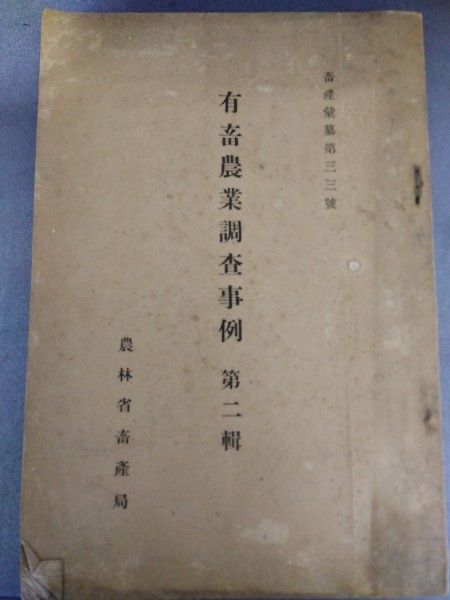 畜產彙纂第三三號
有畜農業調査事例 第二輯
農林省畜產局